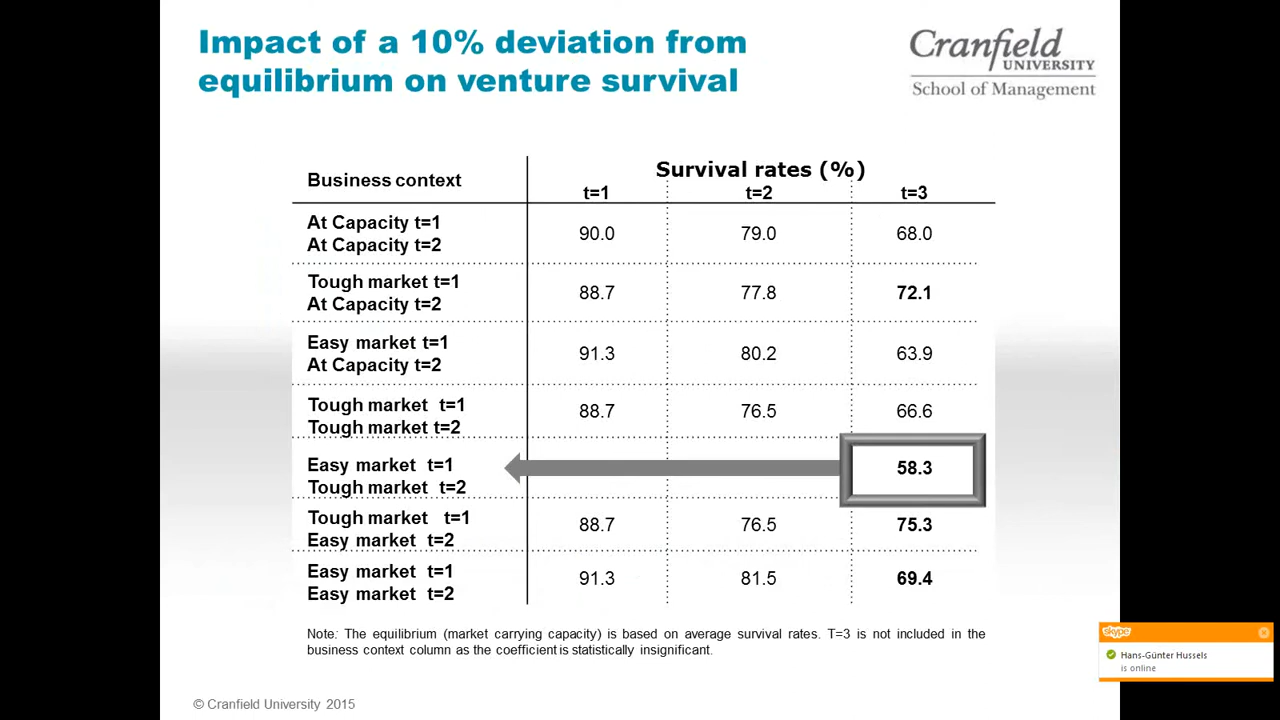 Impact of a 10% deviation from
equilibrium on venture survival
Cranfield
UNIVERSITY
School of Management
Business context
Survival rates (%)
t=1 t=2 t=3
At Capacity t=1
At Capacity t=2
90.0 79.0 68.0
Tough market t=1
At Capacity t=2
88.7 77.8 72.1
Easy market t=1
At Capacity t=2
91.3 80.2 63.9
Tough market t=1
Tough market t=2
88.7 76.5 66.6
Easy market t=1
Tough market t=2
58.3
Tough market t=1
Easy market t=2
88.7 76.5 75.3
Easy market t=1
Easy market t=2
91.3 81.5 69.4
Note: The equilibrium (market carrying capacity) is based on average survival rates. T=3 is not included in the
business context column as the coefficient is statistically insignificant.
skype
Hans-Günter Hussels
is online
© Cranfield University 2015